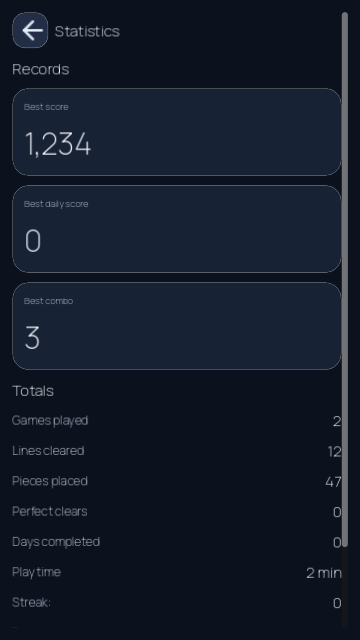 Statistics
Records
Best score
1,234
Best daily score
0
Best combo
3
Totals
Games played 2
Lines cleared 12
Pieces placed 47
Perfect clears 0
Days completed 0
Play time 2 min
Streak: 0